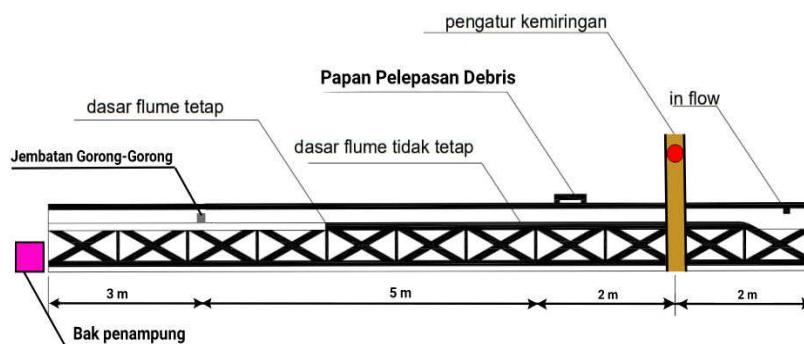 pengatur kemiringan
Papan Pelepasan Debris
in flow
dasar flume tetap
Jembatan Gorong-Gorong
dasar flume tidak tetap
3 m
5 m
2 m
2 m
Bak penampung